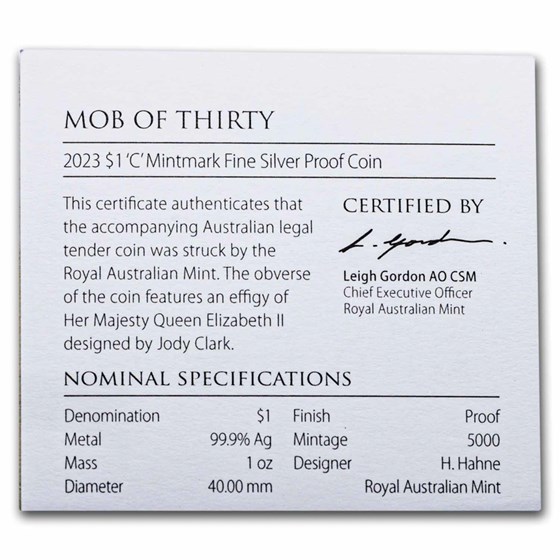 MOB OF THIRTY
2023 $1 'C' Mintmark Fine Silver Proof Coin
This certificate authenticates that
the accompanying Australian legal
tender coin was struck by the
Royal Australian Mint. The obverse
of the coin features an effigy of
Her Majesty Queen Elizabeth II
designed by Jody Clark.
CERTIFIED BY
L. Gordon.
Leigh Gordon AO CSM
Chief Executive Officer
Royal Australian Mint
NOMINAL SPECIFICATIONS
Denomination $1 Finish Proof
Metal 99.9% Ag Mintage 5000
Mass 1 oz Designer H. Hahne
Diameter 40.00 mm Royal Australian Mint